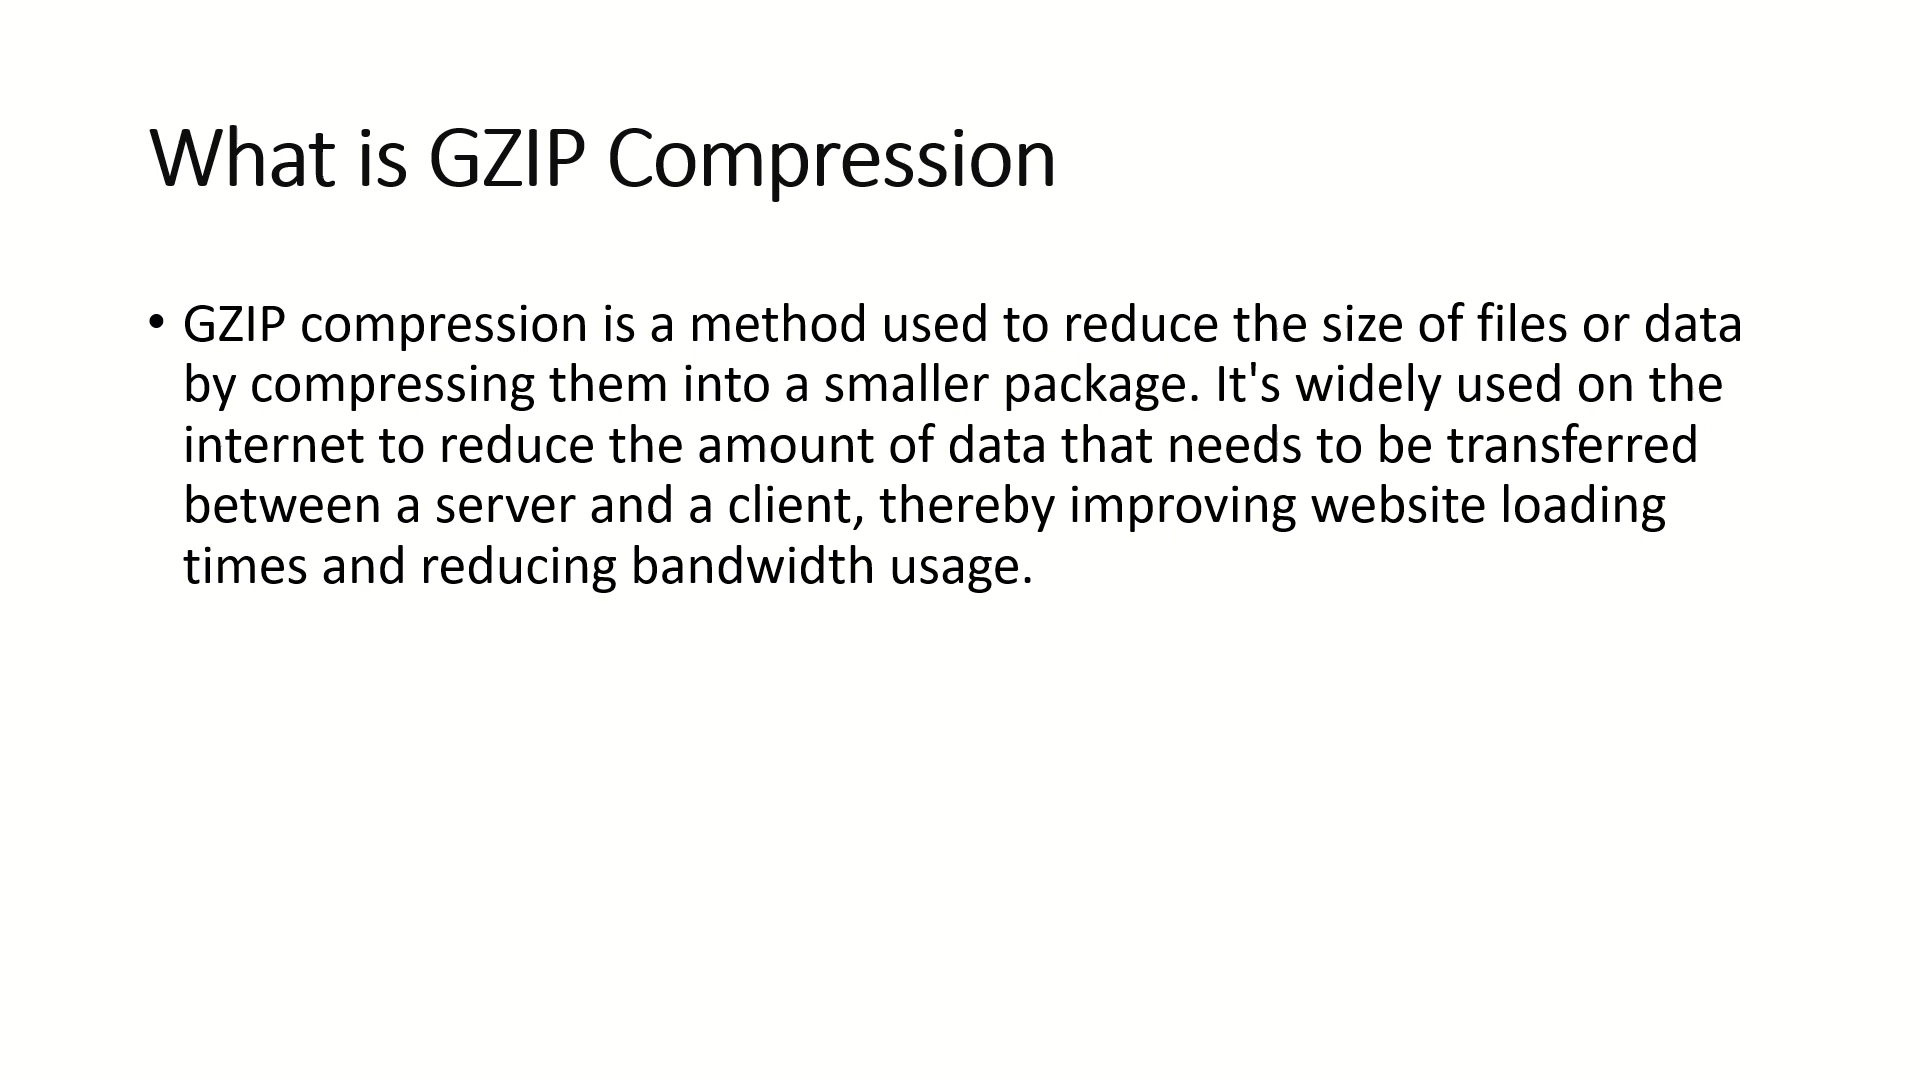 What is GZIP Compression
• GZIP compression is a method used to reduce the size of files or data
by compressing them into a smaller package. It's widely used on the
internet to reduce the amount of data that needs to be transferred
between a server and a client, thereby improving website loading
times and reducing bandwidth usage.